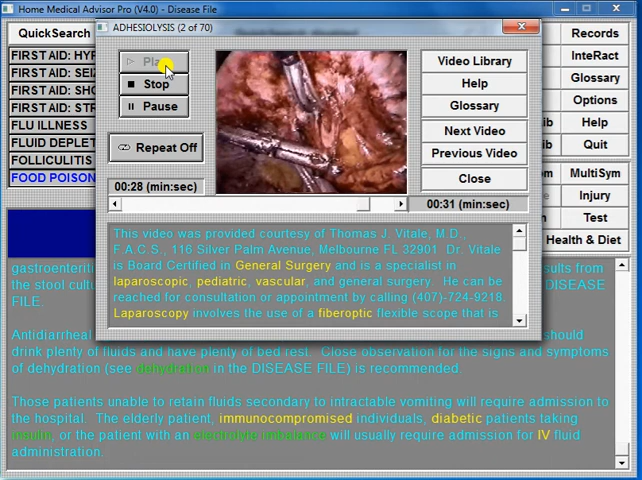 Home Medical Advisor Pro (V4.0) - Disease File
QuickSearch
Records
FIRST AID: HYP
FIRST AID: SEI
FIRST AID: SHO
FIRST AID: STR
FLU ILLNESS
FLUID DEPLET
FOLLICULITIS
FOOD POISON
InteRact
Glossary
Options
Help
Quit
MultiSym
Injury
Test
Health & Diet
ADHESIOLYSIS (2 of 70)
Play
Stop
Pause
Repeat Off
00:28 (min:sec)
Video Library
Help
Glossary
Next Video
Previous Video
Close
00:31 (min:sec)
This video was provided courtesy of Thomas J. Vitale, M.D.,
F.A.C.S., 116 Silver Palm Avenue, Melbourne FL 32901. Dr. Vitale
is Board Certified in General Surgery and is a specialist in
laparoscopic, pediatric, vascular, and general surgery. He can be
reached for consultation or appointment by calling (407)-724-9218.
Laparoscopy involves the use of a fiberoptic flexible scope that is
gastroenteriti
sults from
the stool cultu
DISEASE
FILE.
Antidiarrheal
should
drink plenty of fluids and have plenty of bed rest. Close observation for the signs and symptoms
of dehydration (see dehydration in the DISEASE FILE) is recommended.
Those patients unable to retain fluids secondary to intractable vomiting will require admission to
the hospital. The elderly patient, immunocompromised individuals, diabetic patients taking
insulin, or the patient with an electrolyte imbalance will usually require admission for IV fluid
administration.